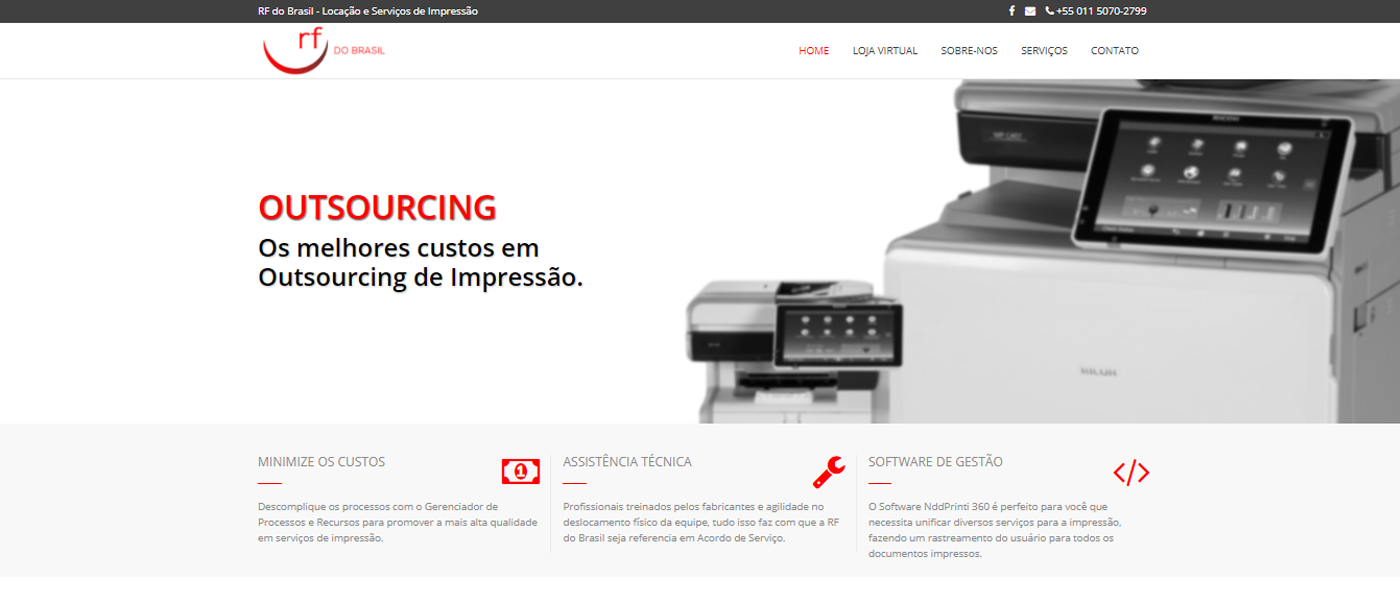 RF do Brasil - Locação e Serviços de Impressão
+55 011 5070-2799
rf
DO BRASIL
HOME LOJA VIRTUAL SOBRE-NOS SERVIÇOS CONTATO
OUTSOURCING
Os melhores custos em
Outsourcing de Impressão.
MINIMIZE OS CUSTOS
1
Descomplique os processos com o Gerenciador de
Processos e Recursos para promover a mais alta qualidade
em serviços de impressão.
ASSISTÊNCIA TÉCNICA
Profissionais treinados pelos fabricantes e agilidade no
deslocamento físico da equipe, tudo isso faz com que a RF
do Brasil seja referencia em Acordo de Serviço.
SOFTWARE DE GESTÃO
</>
O Software NddPrinti 360 é perfeito para você que
necessita unificar diversos serviços para a impressão,
fazendo um rastreamento do usuário para todos os
documentos impressos.